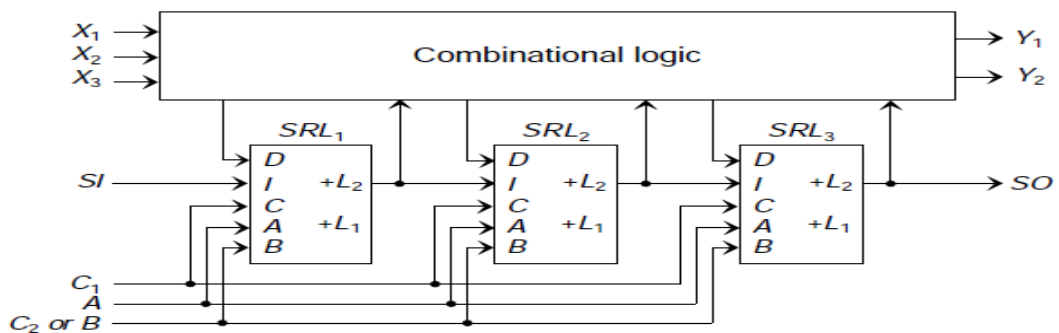 X₁
X₂
X₃
Combinational logic
Y₁
Y₂
SRL₁
SRL₂
SRL₃
SI
D
I
C
A
B
+L₂
+L₁
D
I
C
A
B
+L₂
+L₁
D
I
C
A
B
+L₂
+L₁
SO
C₁
A
C₂ or B